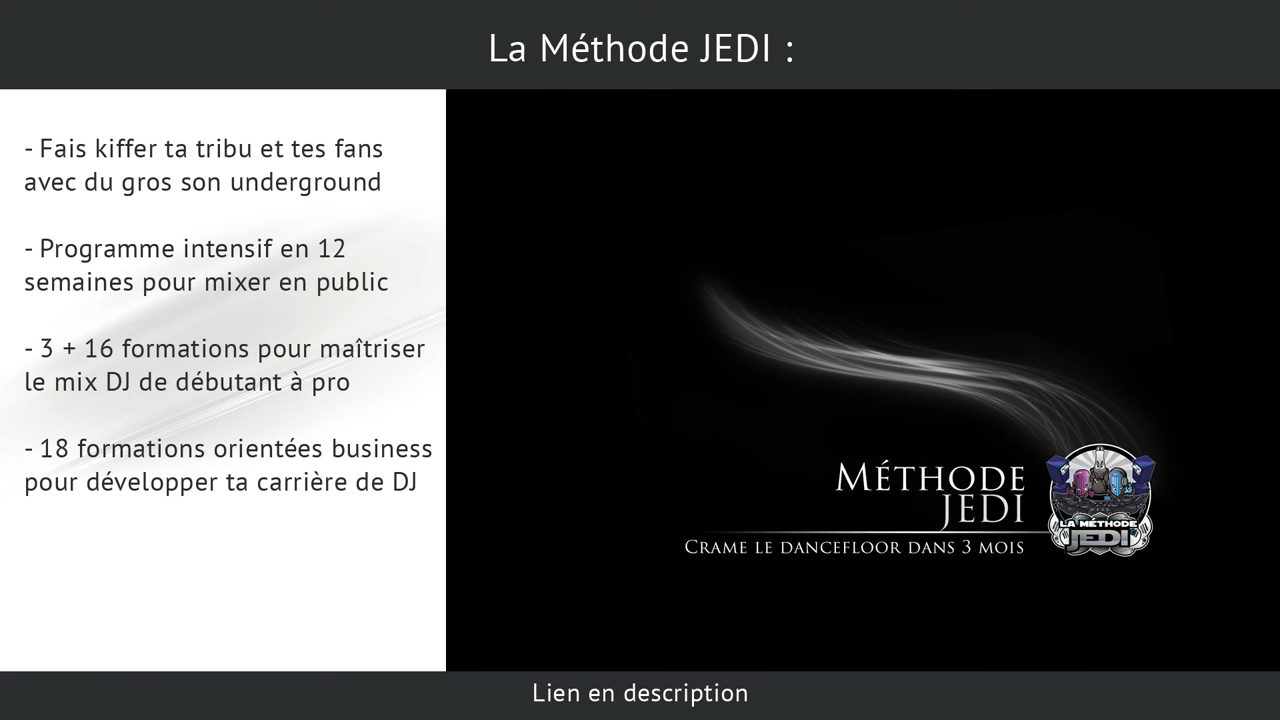 La Méthode JEDI :
- Fais kiffer ta tribu et tes fans
avec du gros son underground
- Programme intensif en 12
semaines pour mixer en public
- 3 + 16 formations pour maîtriser
le mix DJ de débutant à pro
- 18 formations orientées business
pour développer ta carrière de DJ
MÉTHODE
JEDI
CRAME LE DANCEFLOOR DANS 3 MOIS
LA MÉTHODE
JEDI
Lien en description